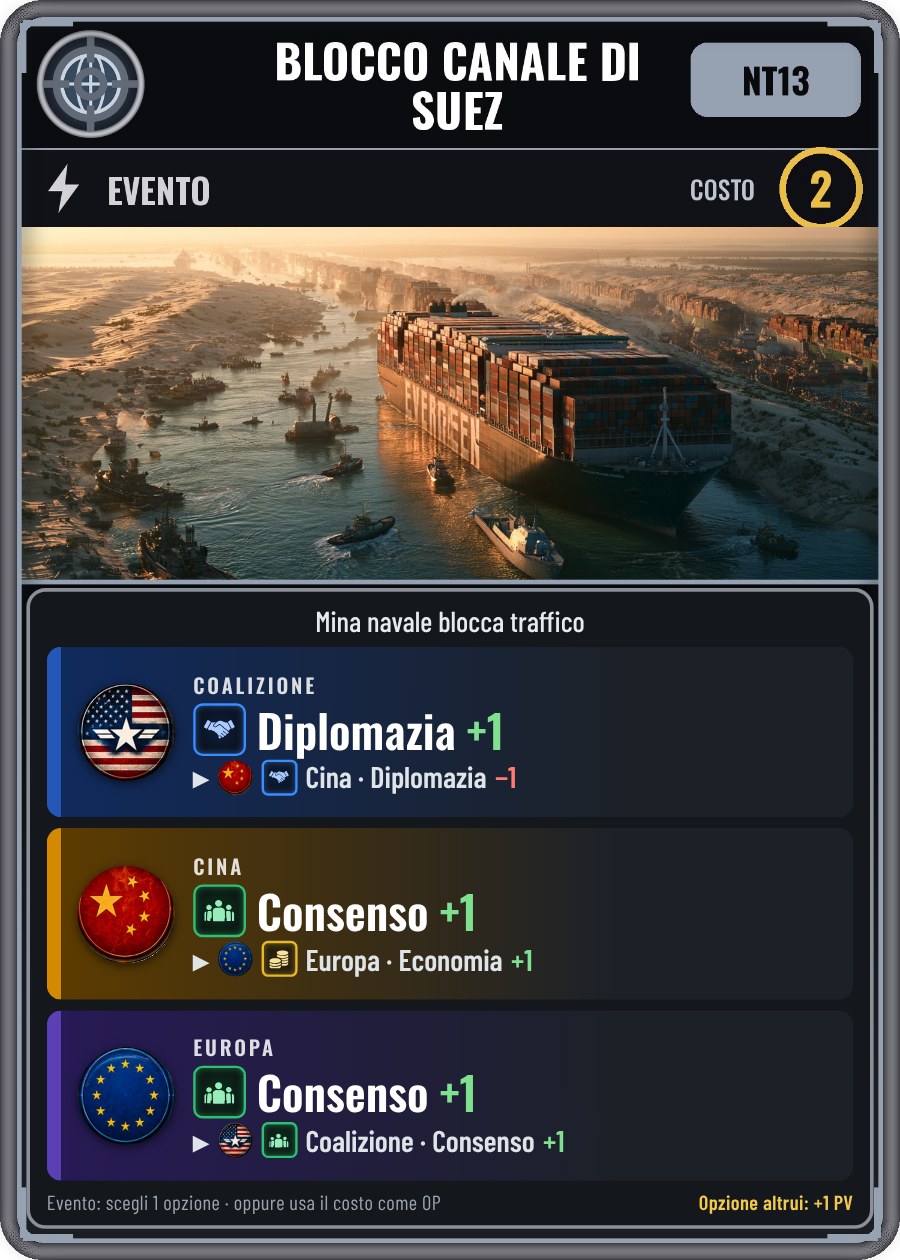 BLOCCO CANALE DI
SUEZ
NT13
EVENTO
COSTO
2
EVERGREEN
Mina navale blocca traffico
COALIZIONE
Diplomazia +1
▶ Cina · Diplomazia −1
CINA
Consenso +1
▶ Europa · Economia +1
EUROPA
Consenso +1
▶ Coalizione · Consenso +1
Evento: scegli 1 opzione · oppure usa il costo come OP
Opzione altrui: +1 PV